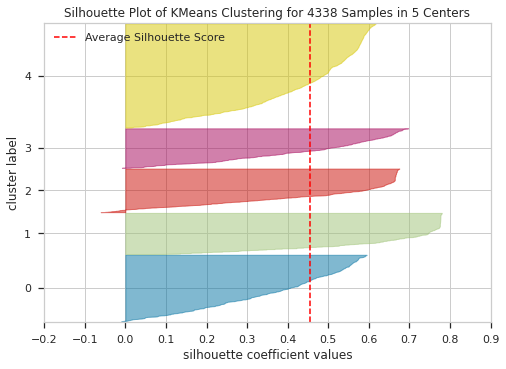 Silhouette Plot of KMeans Clustering for 4338 Samples in 5 Centers
Average Silhouette Score
cluster label
4
3
2
1
0
−0.2 −0.1 0.0 0.1 0.2 0.3 0.4 0.5 0.6 0.7 0.8 0.9
silhouette coefficient values